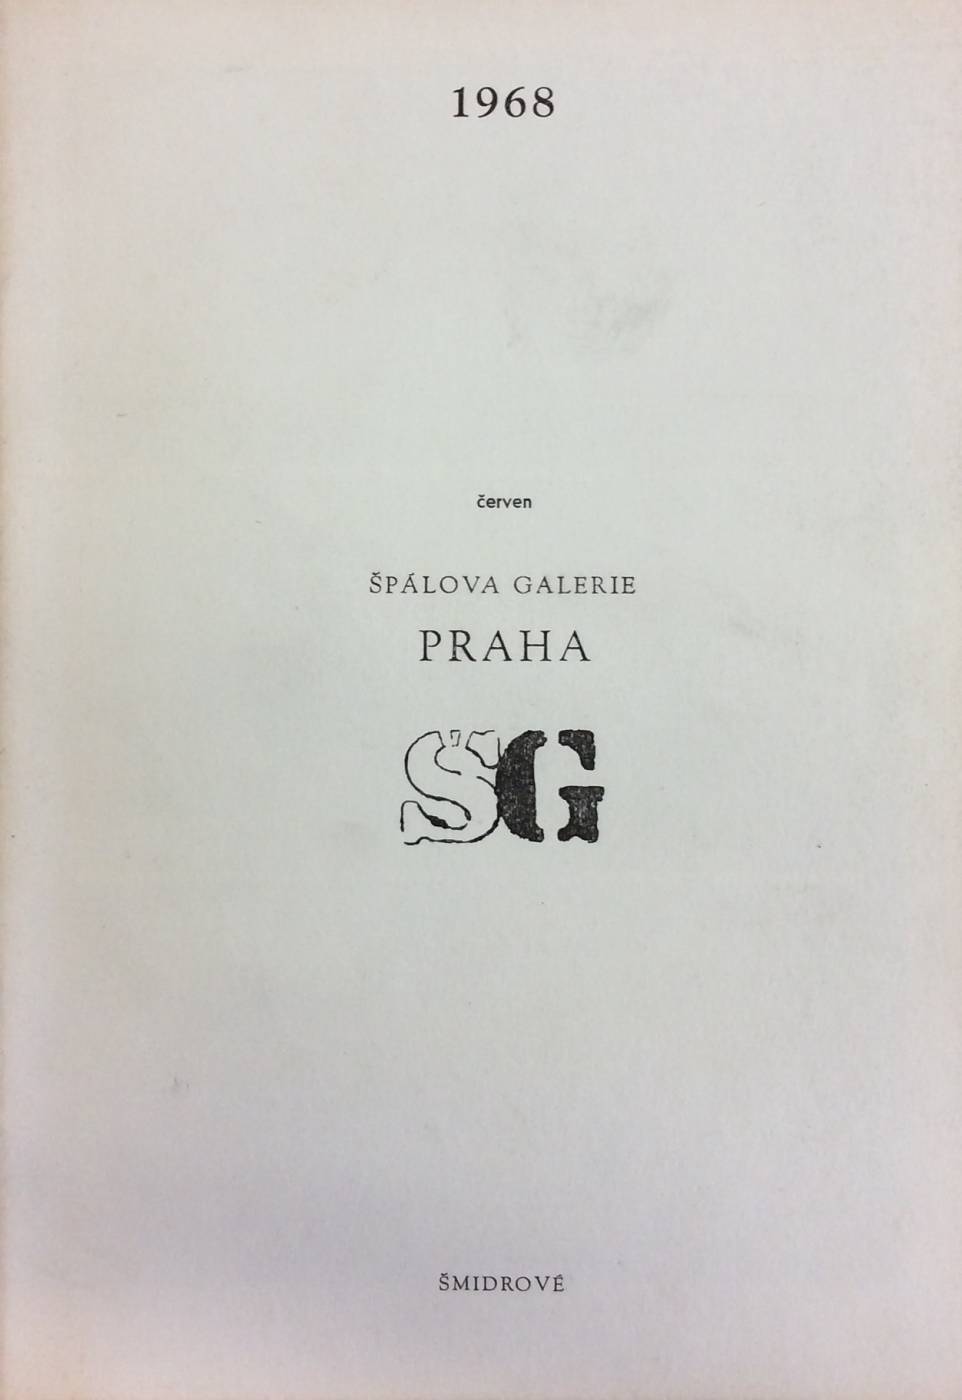 1968
červen
ŠPÁLOVA GALERIE
PRAHA
ŠG
ŠMIDROVÉ